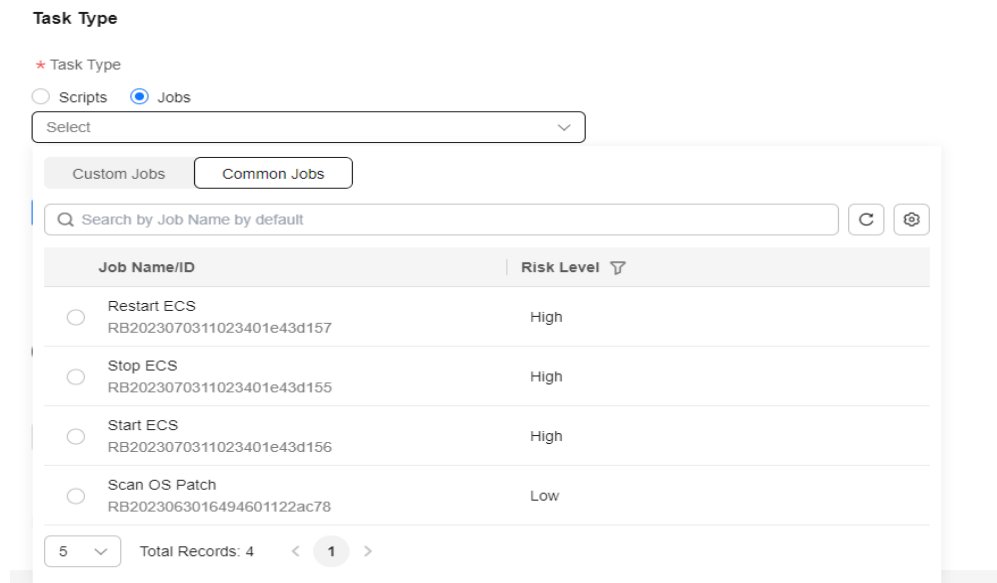 Task Type
* Task Type
Scripts Jobs
Select
Custom Jobs Common Jobs
Search by Job Name by default
Job Name/ID Risk Level
Restart ECS
RB2023070311023401e43d157
High
Stop ECS
RB2023070311023401e43d155
High
Start ECS
RB2023070311023401e43d156
High
Scan OS Patch
RB2023063016494601122ac78
Low
5 Total Records: 4 < 1 >